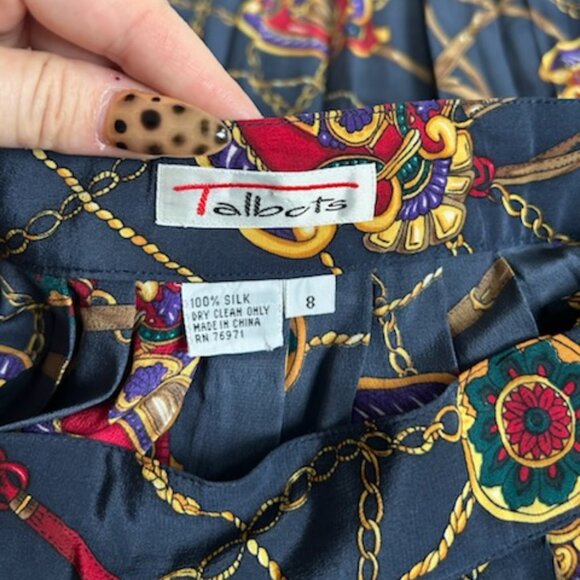 Talbots
100% SILK
DRY CLEAN ONLY
MADE IN CHINA
RN 76971
8